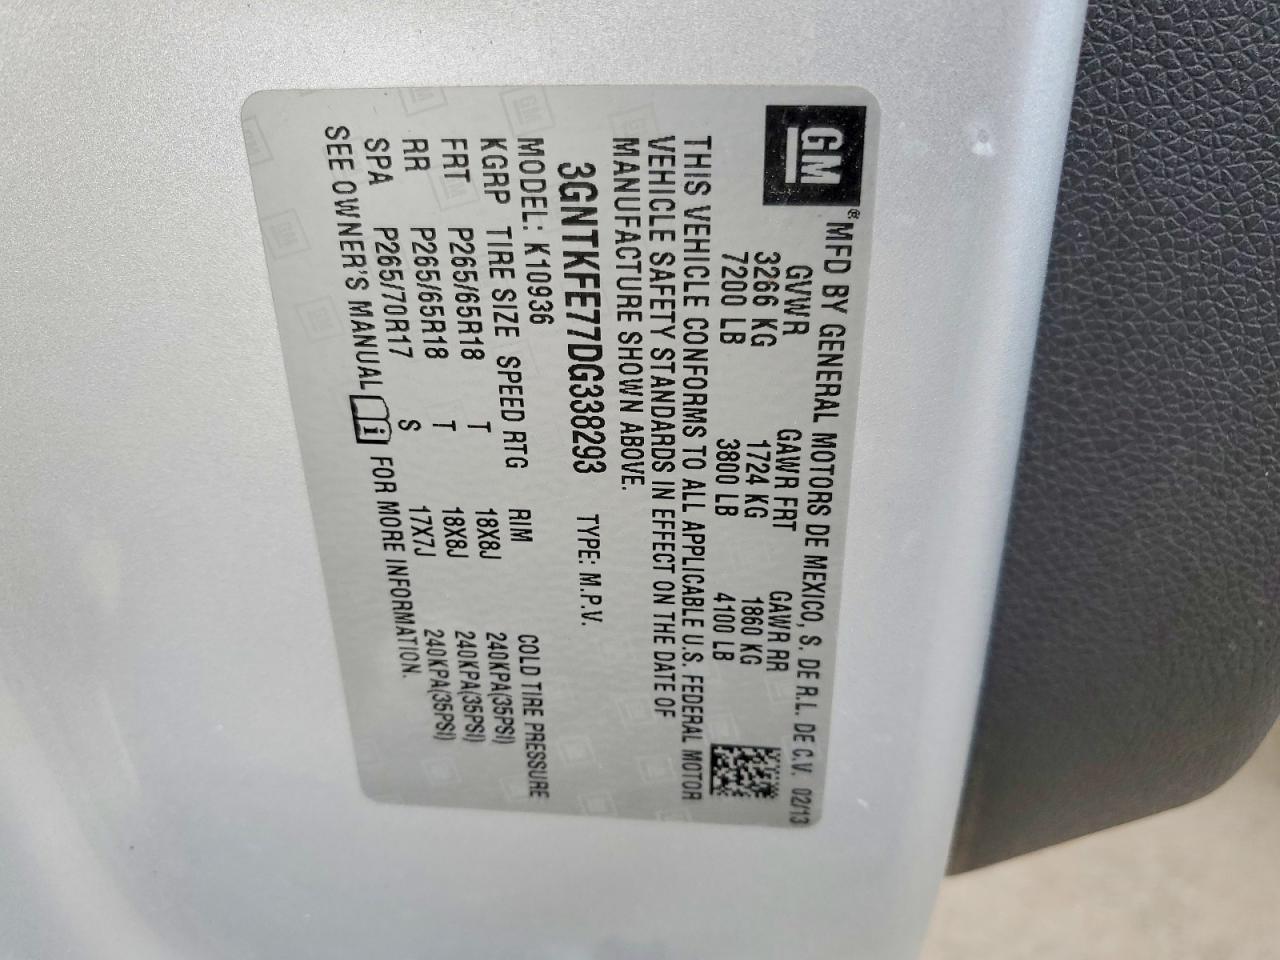 GM®
MFD BY GENERAL MOTORS DE MEXICO, S. DE R.L. DE C.V. 02/13
GVWR GAWR FRT GAWR RR
3266 KG 1724 KG 1860 KG
7200 LB 3800 LB 4100 LB
THIS VEHICLE CONFORMS TO ALL APPLICABLE U.S. FEDERAL MOTOR
VEHICLE SAFETY STANDARDS IN EFFECT ON THE DATE OF
MANUFACTURE SHOWN ABOVE.
3GNTKFE77DG338293 TYPE: M.P.V.
MODEL: K10936
KGRP TIRE SIZE SPEED RTG RIM COLD TIRE PRESSURE
FRT P265/65R18 T 18X8J 240KPA(35PSI)
RR P265/65R18 T 18X8J 240KPA(35PSI)
SPA P265/70R17 S 17X7J 240KPA(35PSI)
SEE OWNER'S MANUAL i FOR MORE INFORMATION.